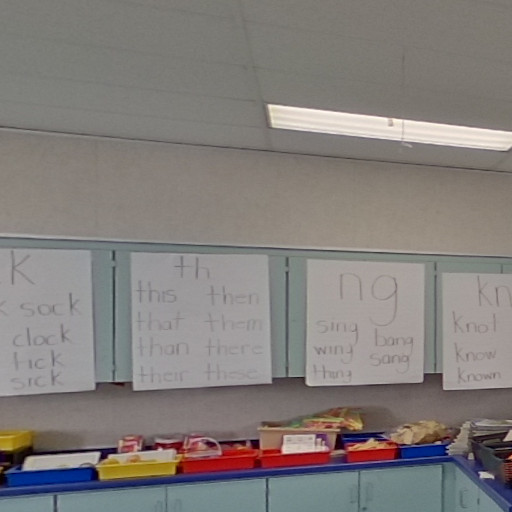 k
sock
clock
tick
sick
th
this then
that them
than there
their these
ng
sing bang
wing sang
thing
kn
knot
know
known